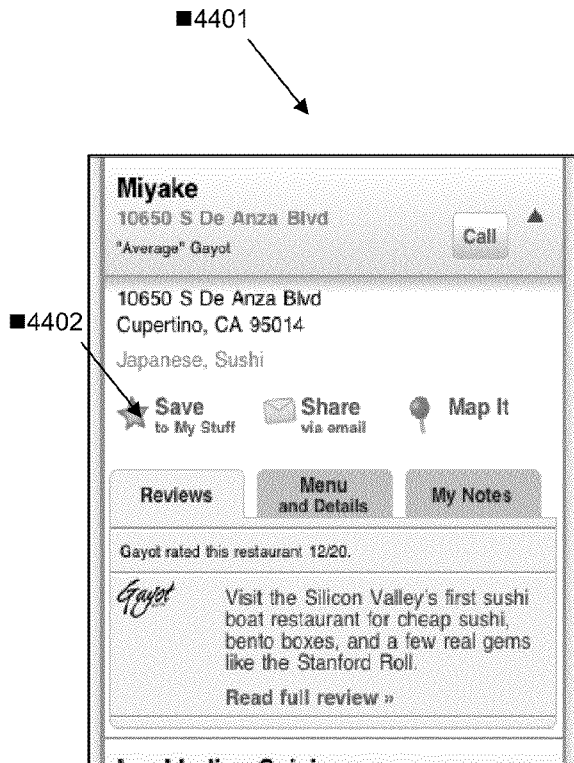 ■4401
Miyake
10650 S De Anza Blvd
"Average" Gayot
Call
10650 S De Anza Blvd
Cupertino, CA 95014
■4402
Japanese, Sushi
Save
to My Stuff
Share
via email
Map It
Reviews
Menu
and Details
My Notes
Gayot rated this restaurant 12/20.
Gayot
Visit the Silicon Valley's first sushi
boat restaurant for cheap sushi,
bento boxes, and a few real gems
like the Stanford Roll.
Read full review »